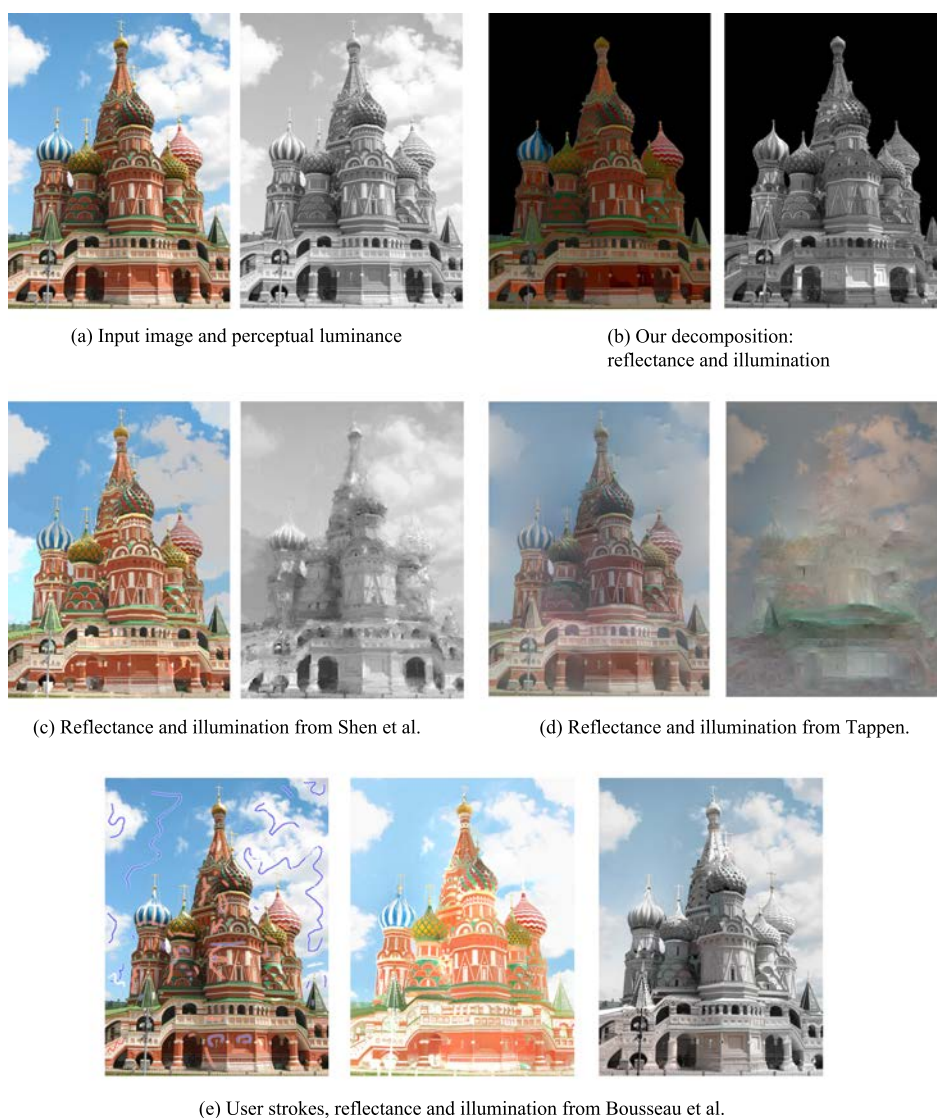 (a) Input image and perceptual luminance
(b) Our decomposition:
reflectance and illumination
(c) Reflectance and illumination from Shen et al.
(d) Reflectance and illumination from Tappen.
(e) User strokes, reflectance and illumination from Bousseau et al.